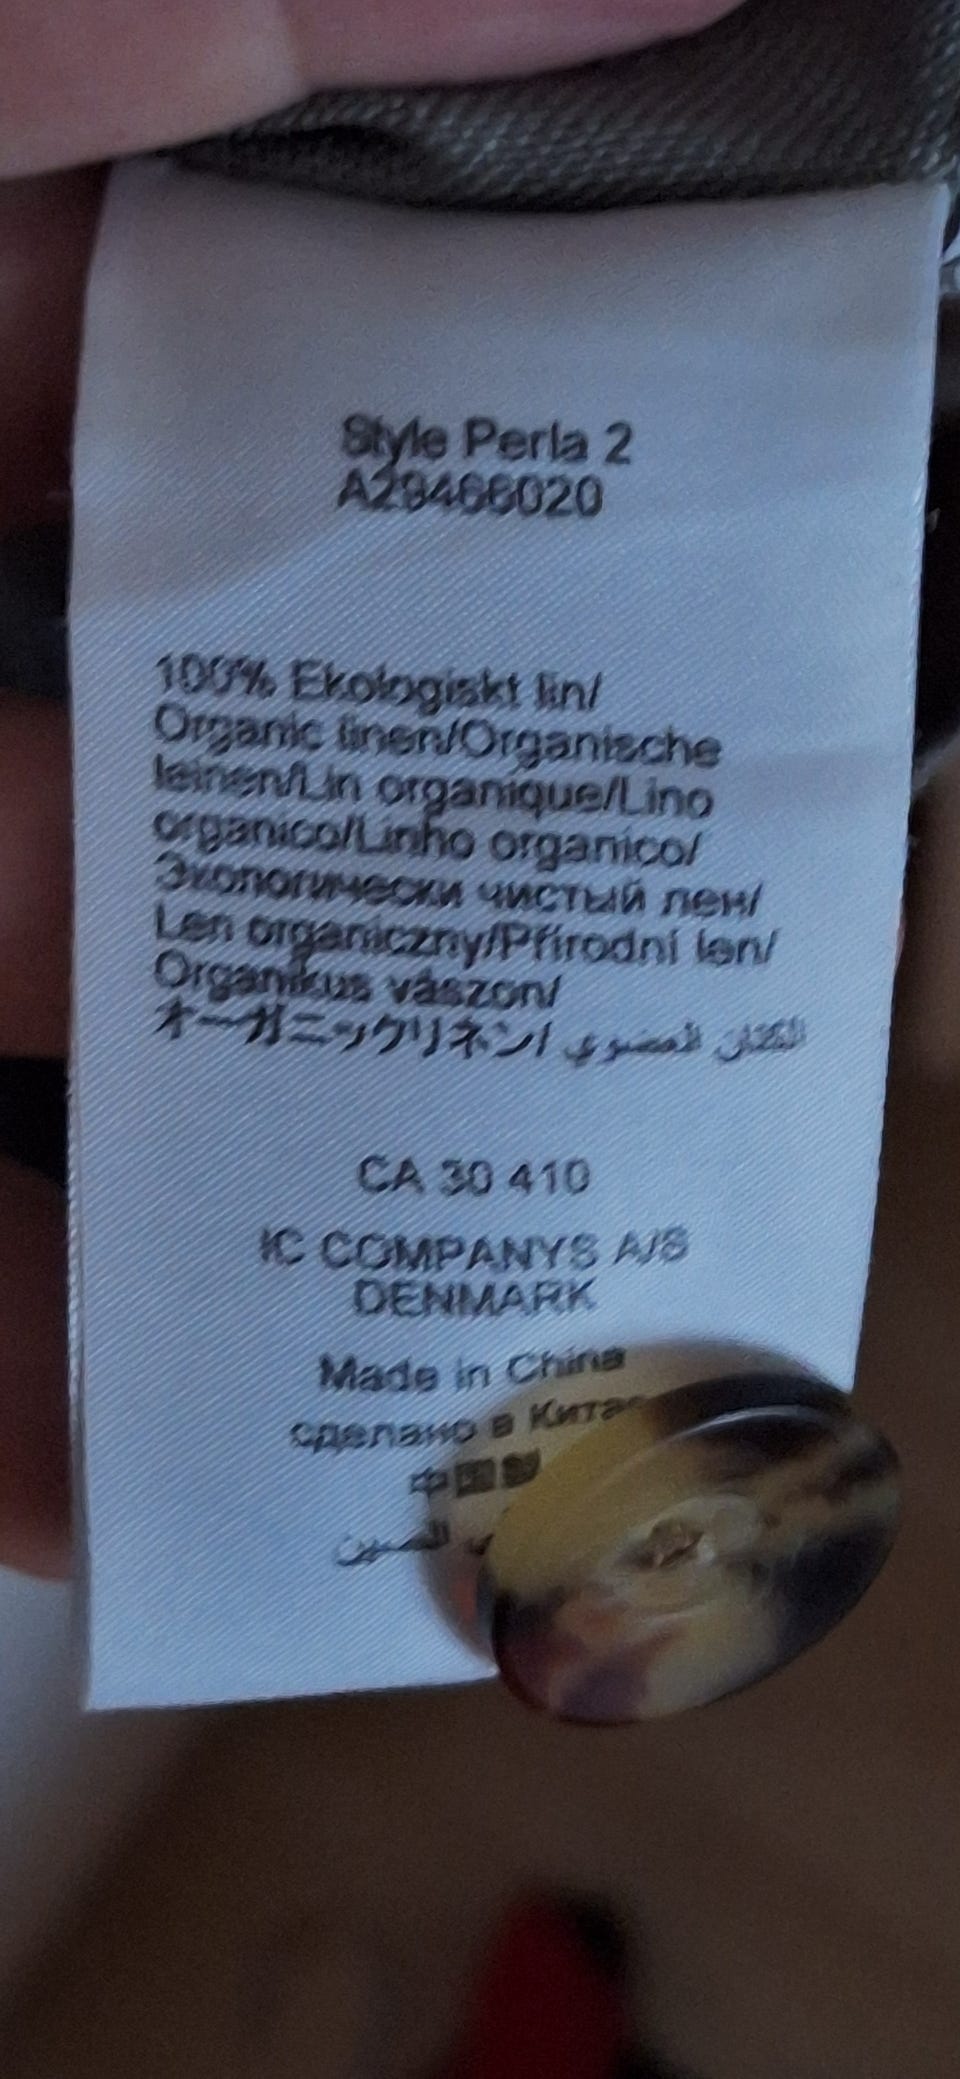 Style Perla 2
A29466020
100% Ekologiskt lin/
Organic linen/Organische
leinen/Lin organique/Lino
organico/Linho organico/
Экологически чистый лен/
Len organiczny/Přírodní len/
Organikus vászon/
オーガニックリネン/ الكتان العضوي
CA 30 410
IC COMPANYS A/S
DENMARK
Made in China
сделано в Кита
中国製
الصين